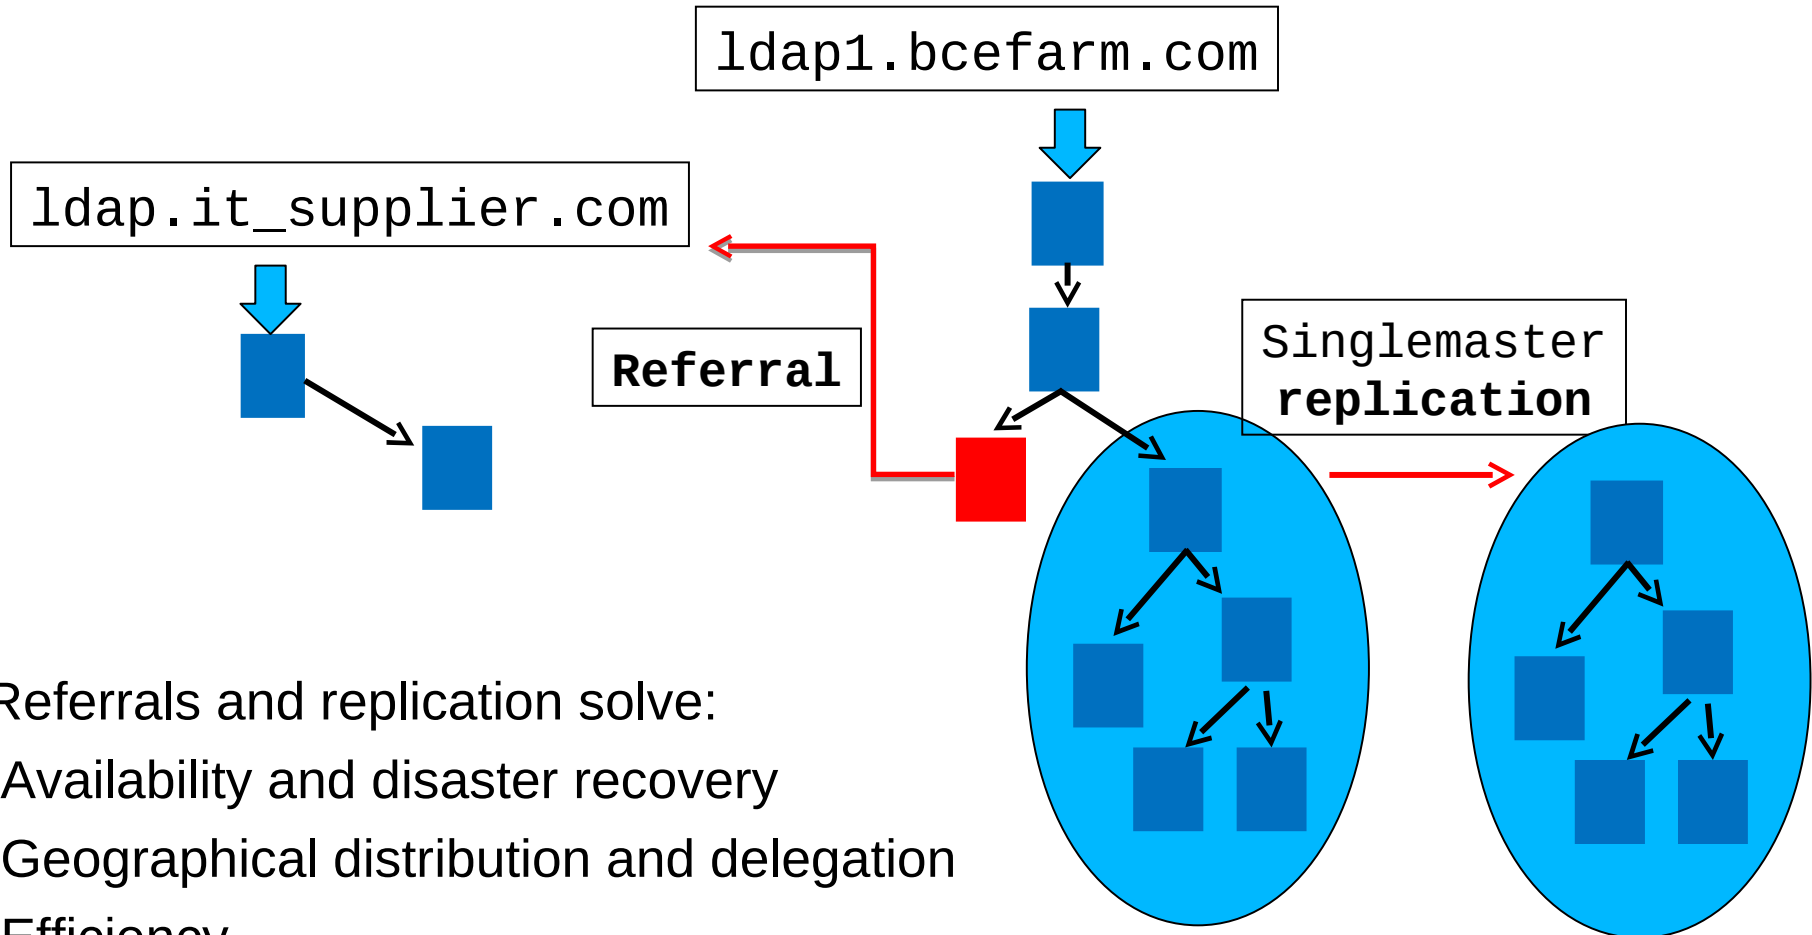 ldap1.bcefarm.com
ldap.it_supplier.com
Referral
Singlemaster
replication
Referrals and replication solve:
Availability and disaster recovery
Geographical distribution and delegation
Efficiency